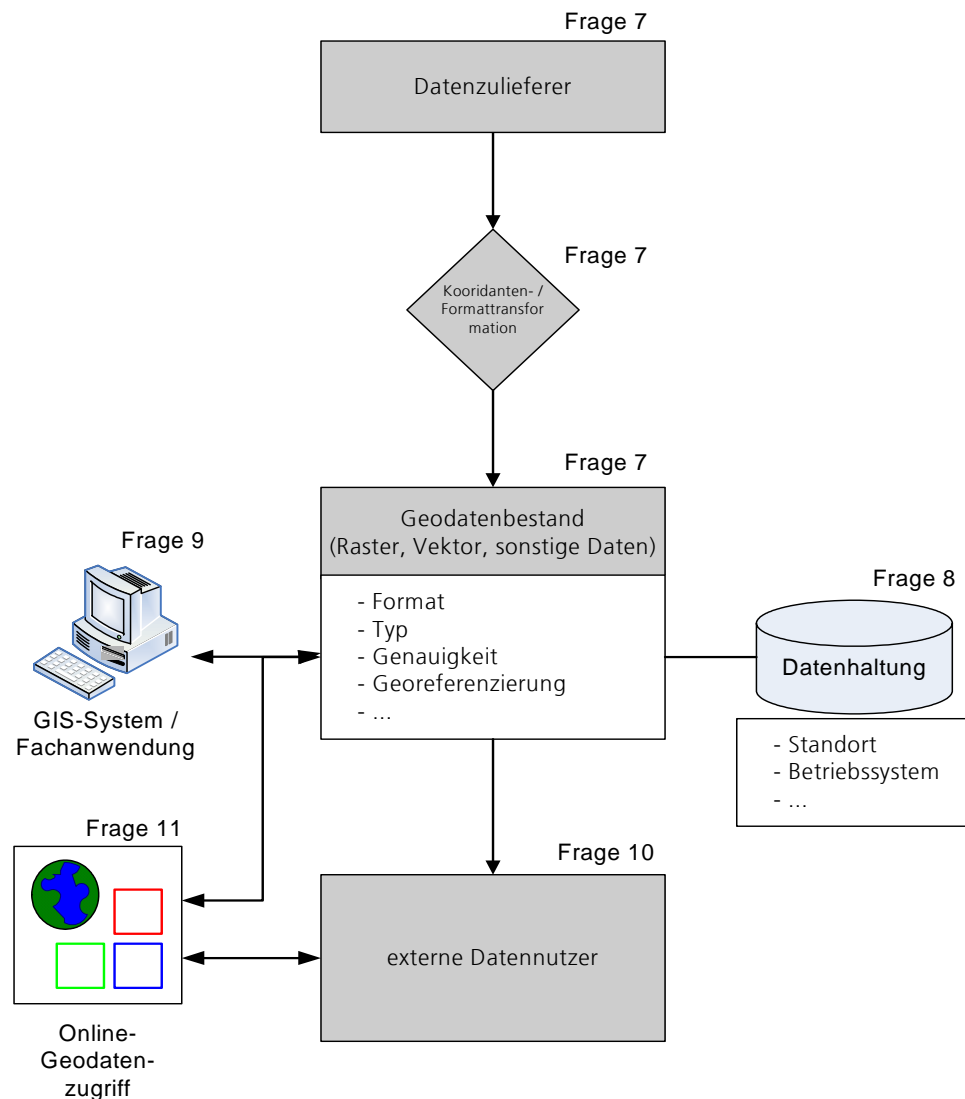 Frage 7
Datenzulieferer
Frage 7
Kooridanten- /
Formattransfor
mation
Frage 7
Geodatenbestand
(Raster, Vektor, sonstige Daten)
- Format
- Typ
- Genauigkeit
- Georeferenzierung
- ...
Frage 9
GIS-System /
Fachanwendung
Frage 8
Datenhaltung
- Standort
- Betriebssystem
- ...
Frage 11
Online-
Geodaten-
zugriff
Frage 10
externe Datennutzer